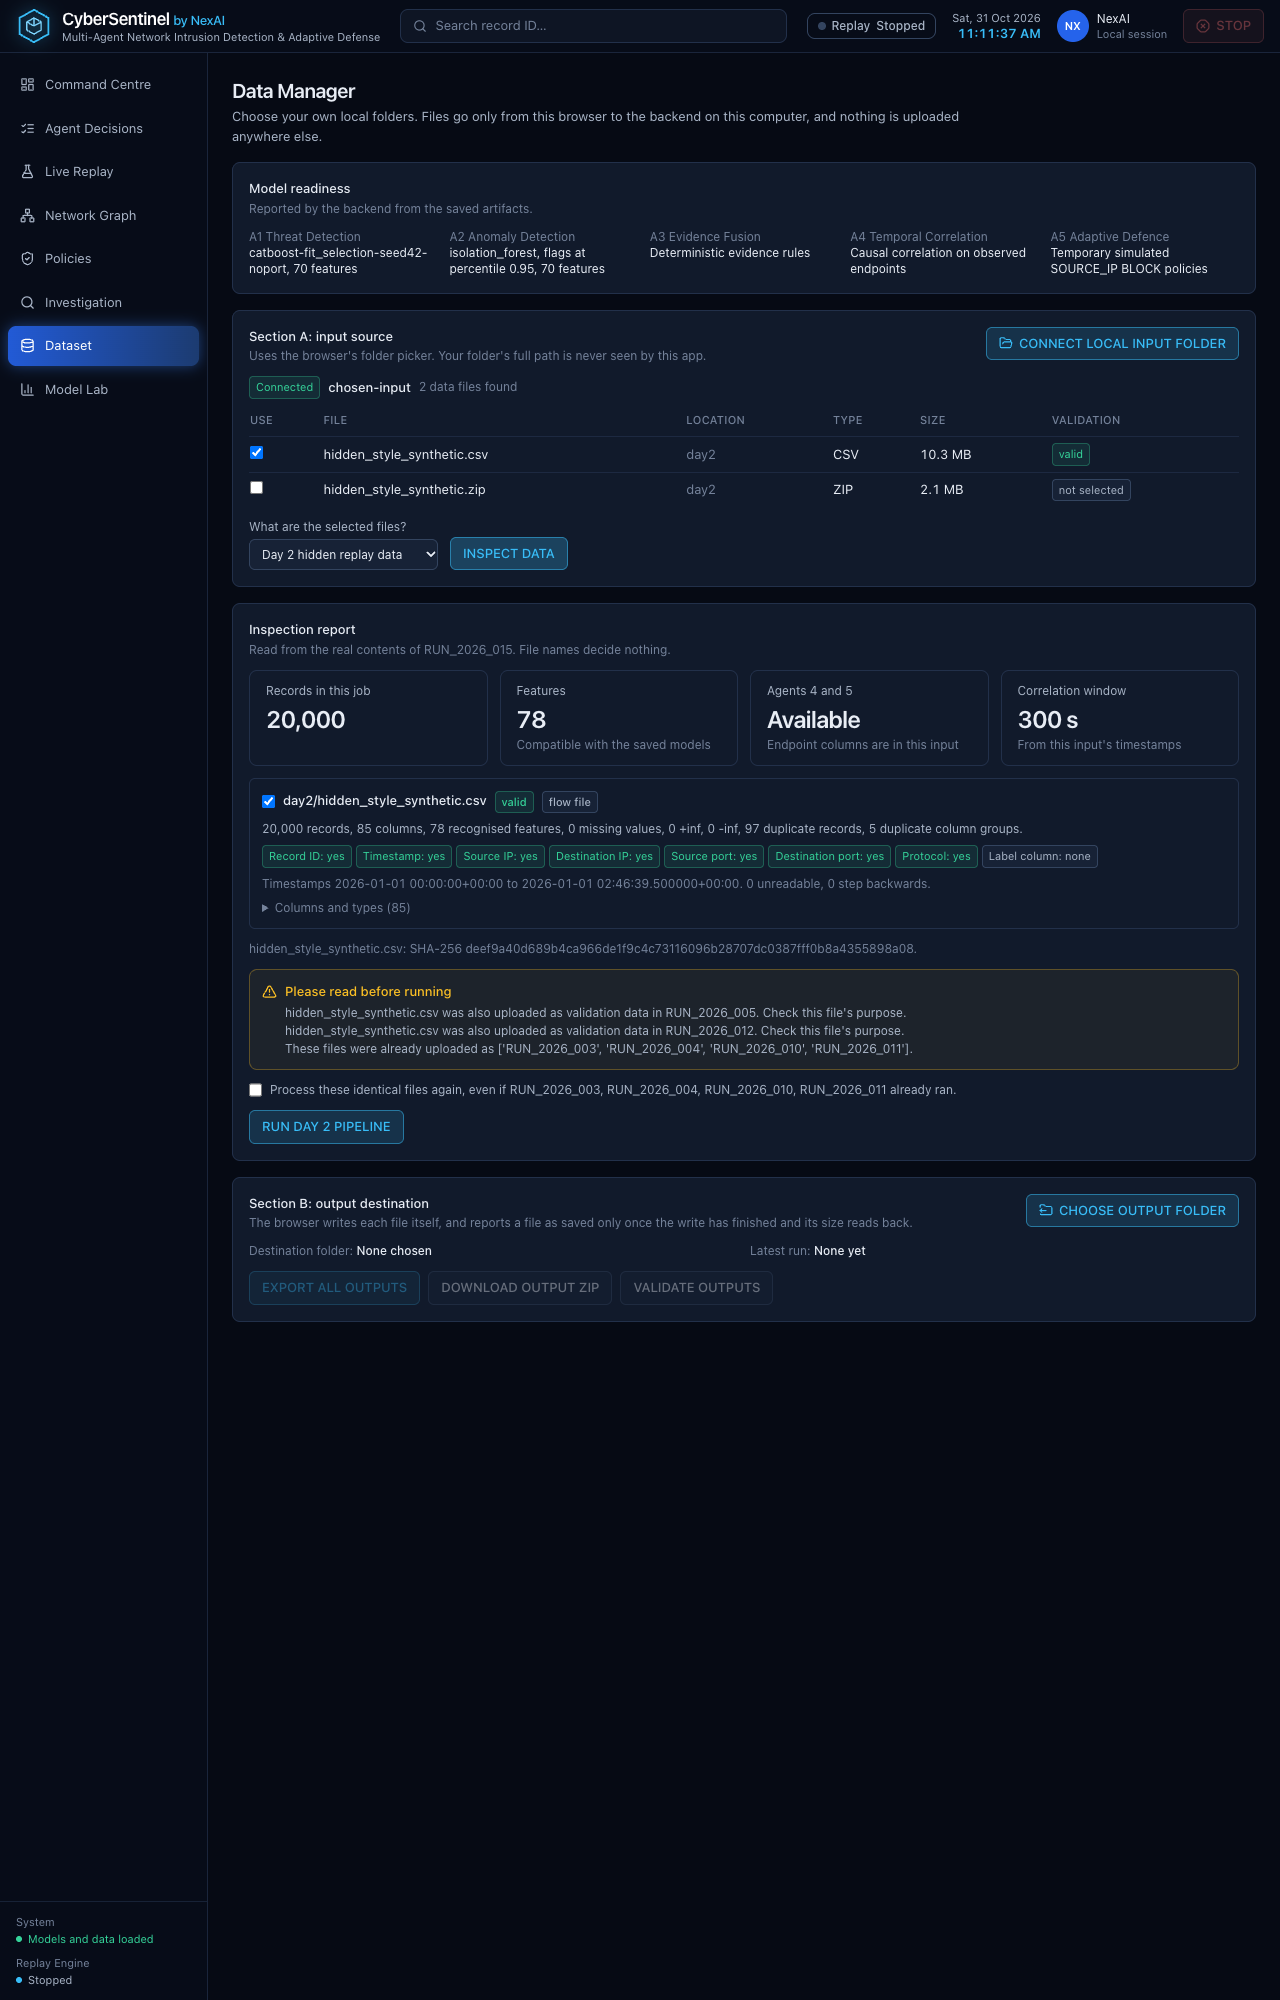 CyberSentinel by NexAI
Multi-Agent Network Intrusion Detection & Adaptive Defense
Search record ID...
Replay Stopped
Sat, 31 Oct 2026
11:11:37 AM
NX
NexAI
Local session
STOP
Command Centre
Agent Decisions
Live Replay
Network Graph
Policies
Investigation
Dataset
Model Lab
Data Manager
Choose your own local folders. Files go only from this browser to the backend on this computer, and nothing is uploaded
anywhere else.
Model readiness
Reported by the backend from the saved artifacts.
A1 Threat Detection
catboost-fit_selection-seed42-
noport, 70 features
A2 Anomaly Detection
isolation_forest, flags at
percentile 0.95, 70 features
A3 Evidence Fusion
Deterministic evidence rules
A4 Temporal Correlation
Causal correlation on observed
endpoints
A5 Adaptive Defence
Temporary simulated
SOURCE_IP BLOCK policies
Section A: input source
Uses the browser's folder picker. Your folder's full path is never seen by this app.
CONNECT LOCAL INPUT FOLDER
Connected chosen-input 2 data files found
USE FILE LOCATION TYPE SIZE VALIDATION
hidden_style_synthetic.csv day2 CSV 10.3 MB valid
hidden_style_synthetic.zip day2 ZIP 2.1 MB not selected
What are the selected files?
Day 2 hidden replay data INSPECT DATA
Inspection report
Read from the real contents of RUN_2026_015. File names decide nothing.
Records in this job
20,000
Features
78
Compatible with the saved models
Agents 4 and 5
Available
Endpoint columns are in this input
Correlation window
300 s
From this input's timestamps
day2/hidden_style_synthetic.csv valid flow file
20,000 records, 85 columns, 78 recognised features, 0 missing values, 0 +inf, 0 -inf, 97 duplicate records, 5 duplicate column groups.
Record ID: yes Timestamp: yes Source IP: yes Destination IP: yes Source port: yes Destination port: yes Protocol: yes Label column: none
Timestamps 2026-01-01 00:00:00+00:00 to 2026-01-01 02:46:39.500000+00:00. 0 unreadable, 0 step backwards.
Columns and types (85)
hidden_style_synthetic.csv: SHA-256 deef9a40d689b4ca966de1f9c4c73116096b28707dc0387fff0b8a4355898a08.
Please read before running
hidden_style_synthetic.csv was also uploaded as validation data in RUN_2026_005. Check this file's purpose.
hidden_style_synthetic.csv was also uploaded as validation data in RUN_2026_012. Check this file's purpose.
These files were already uploaded as ['RUN_2026_003', 'RUN_2026_004', 'RUN_2026_010', 'RUN_2026_011'].
Process these identical files again, even if RUN_2026_003, RUN_2026_004, RUN_2026_010, RUN_2026_011 already ran.
RUN DAY 2 PIPELINE
Section B: output destination
The browser writes each file itself, and reports a file as saved only once the write has finished and its size reads back.
CHOOSE OUTPUT FOLDER
Destination folder: None chosen
Latest run: None yet
EXPORT ALL OUTPUTS DOWNLOAD OUTPUT ZIP VALIDATE OUTPUTS
System
Models and data loaded
Replay Engine
Stopped